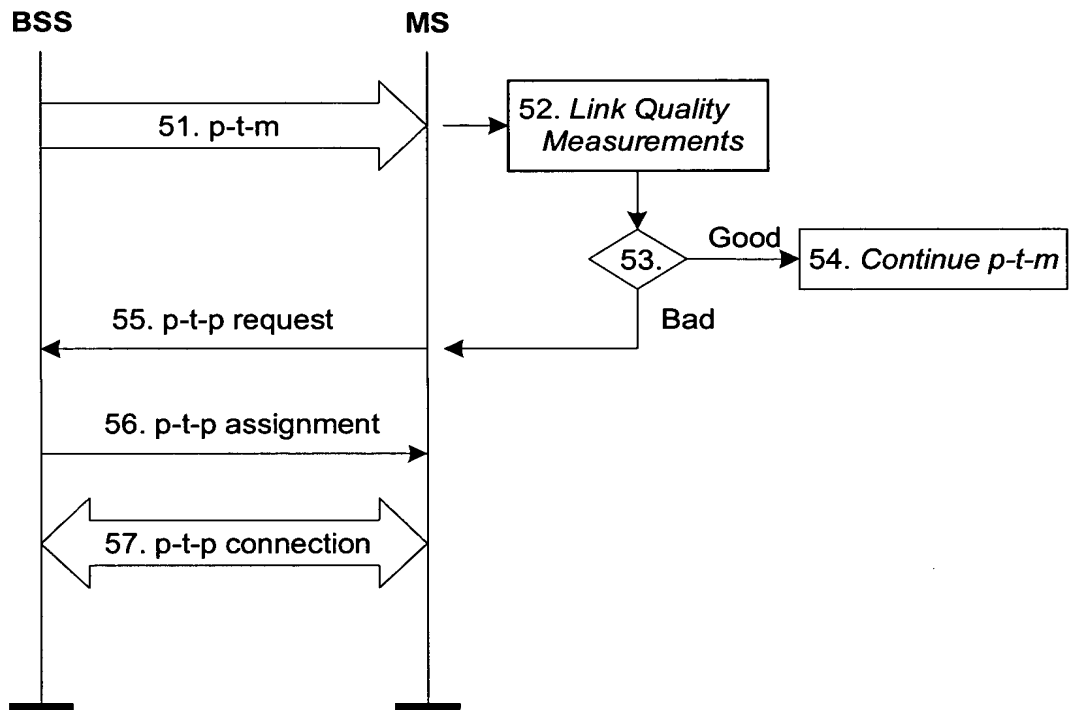 BSS
MS
51. p-t-m
52. Link Quality
Measurements
53.
Good
54. Continue p-t-m
Bad
55. p-t-p request
56. p-t-p assignment
57. p-t-p connection